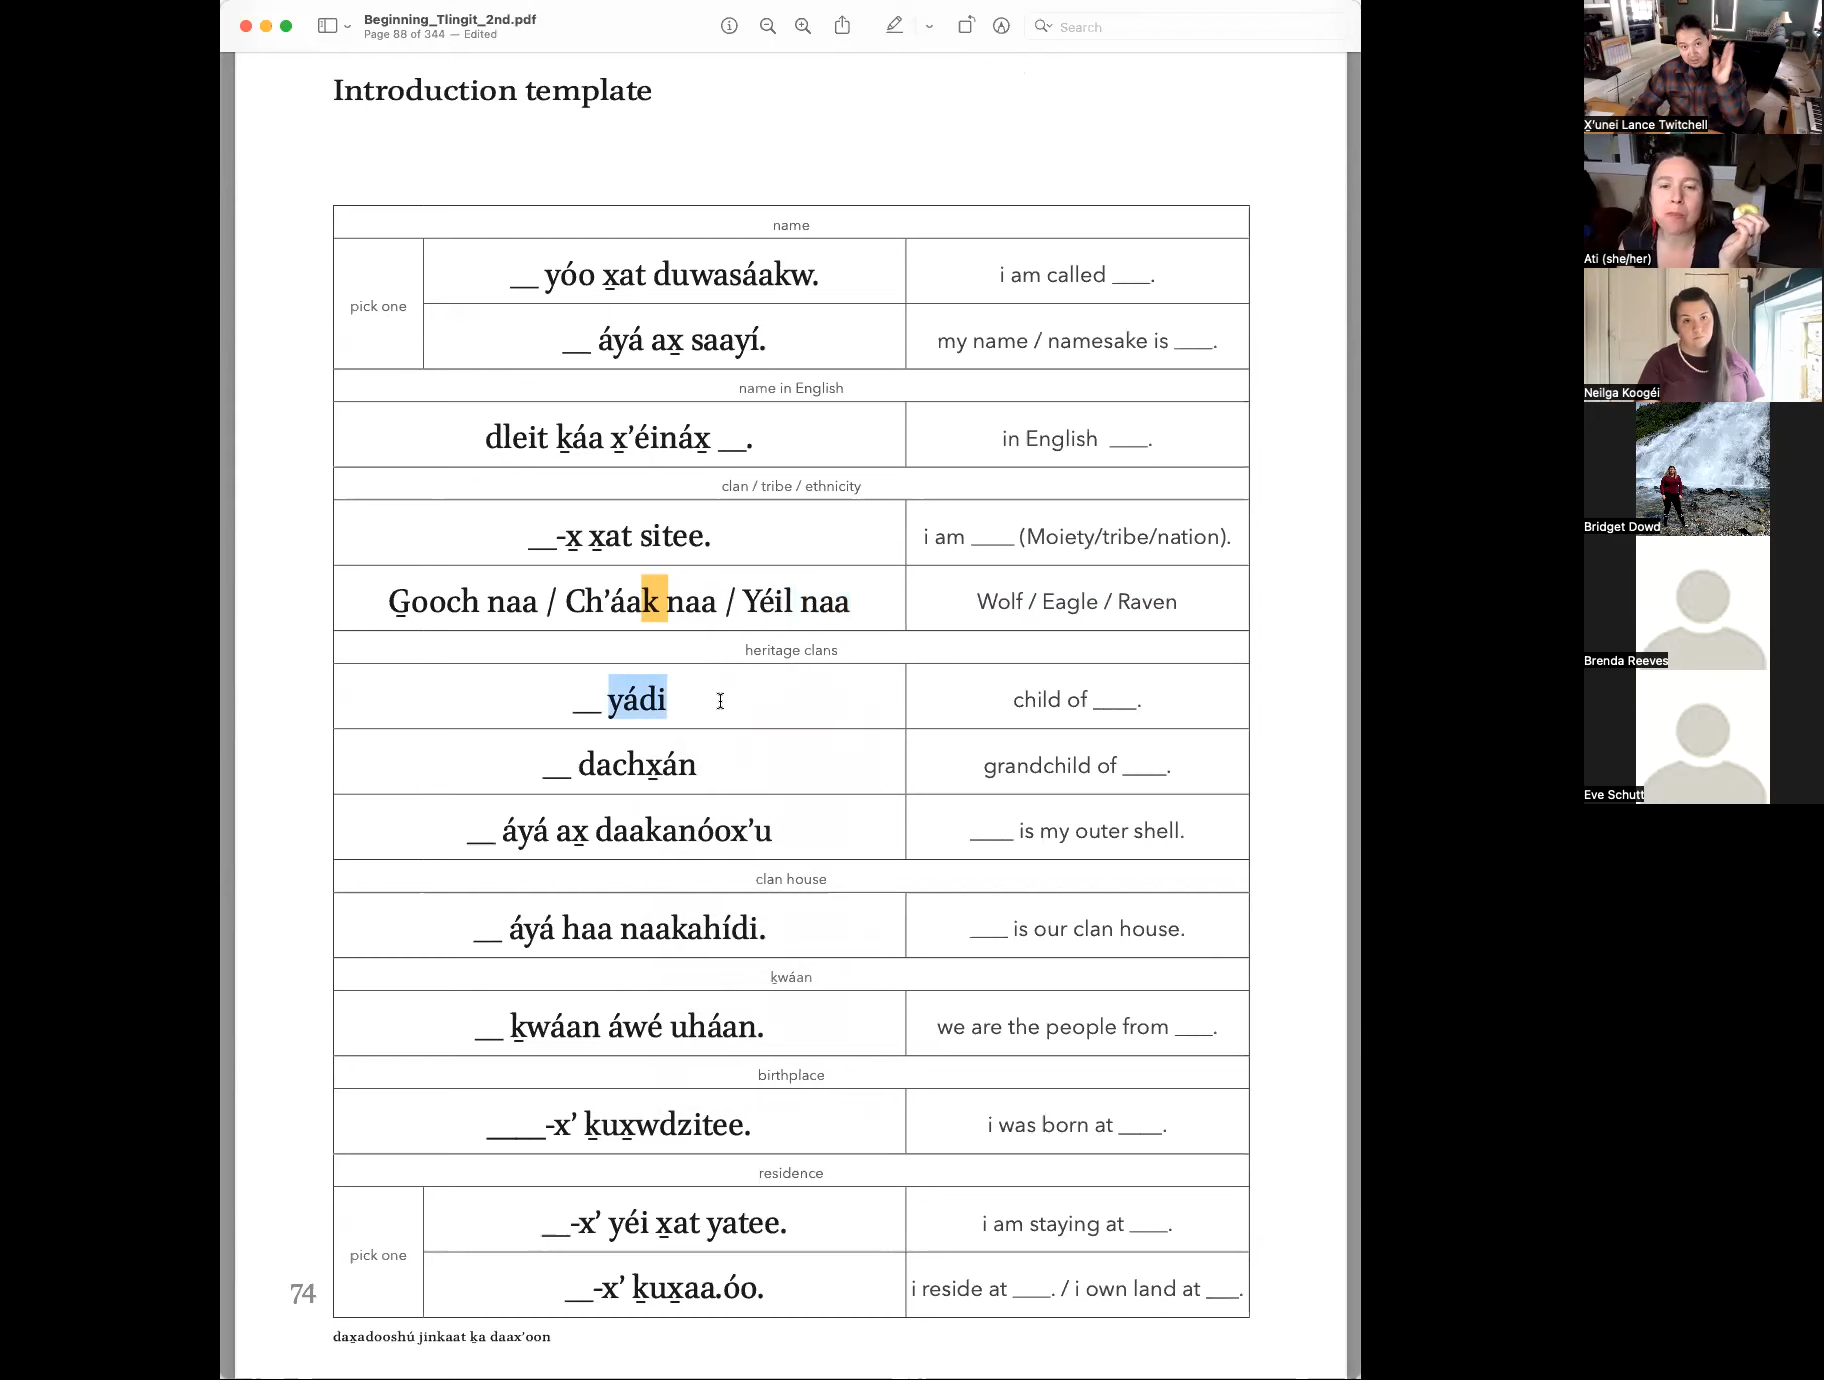 Beginning_Tlingit_2nd.pdf
Page 88 of 344 — Edited
Search
Introduction template
name
pick one
__ yóo x̱at duwasáakw.
i am called ___.
__ áyá ax̱ saayí.
my name / namesake is ___.
name in English
dleit ḵáa x̱’éináx̱ __.
in English ___.
clan / tribe / ethnicity
__-x̱ x̱at sitee.
i am ___ (Moiety/tribe/nation).
G̱ooch naa / Ch’áak naa / Yéil naa
Wolf / Eagle / Raven
heritage clans
__ yádi
child of ___.
__ dachx̱án
grandchild of ___.
__ áyá ax̱ daakanóox’u
___ is my outer shell.
clan house
__ áyá haa naakahídi.
___ is our clan house.
ḵwáan
__ ḵwáan áwé uháan.
we are the people from ___.
birthplace
____-x’ ḵux̱wdzitee.
i was born at ___.
residence
pick one
__-x’ yéi x̱at yatee.
i am staying at ___.
__-x’ ḵux̱aa.óo.
i reside at ___. / i own land at ___.
74
dax̱adooshú jinkaat ḵa daax’oon
X̱’unei Lance Twitchell
Ati (she/her)
Neilga Koogéi
Bridget Dowd
Brenda Reeves
Eve Schutt